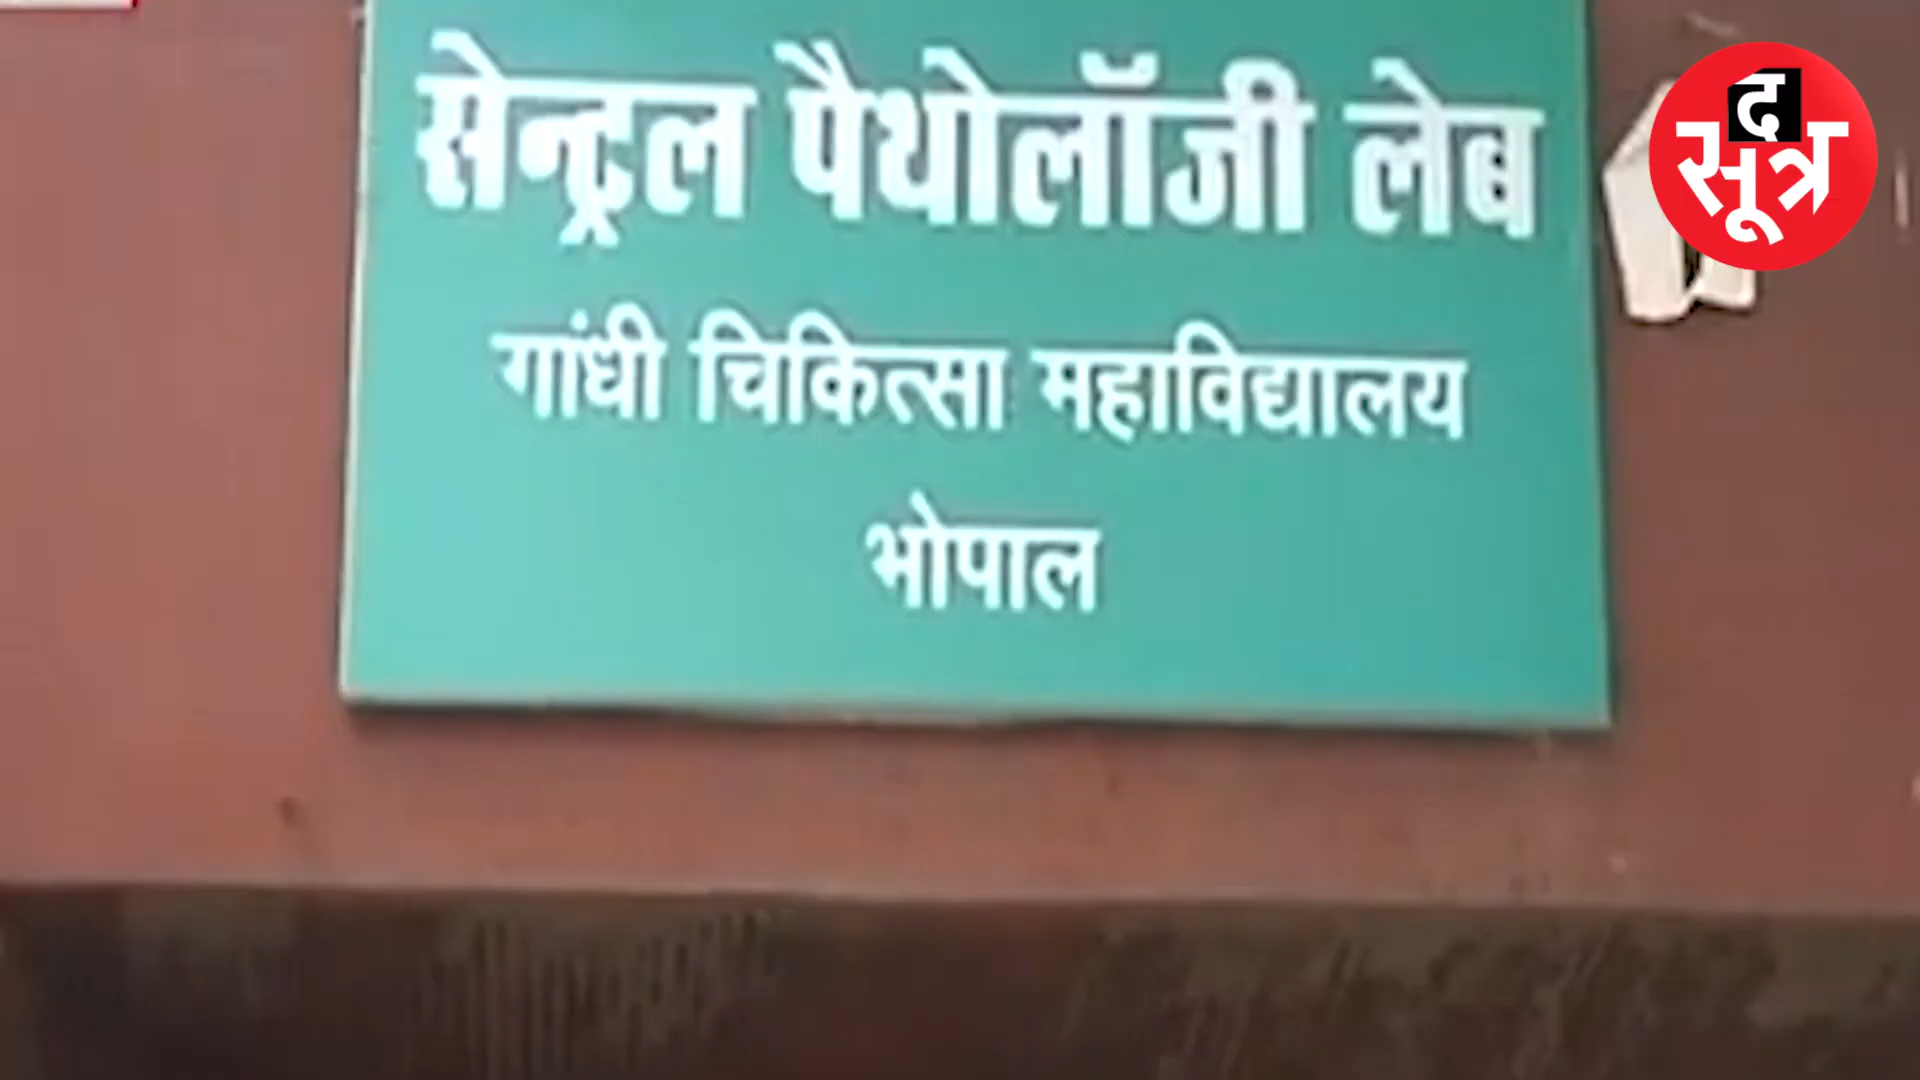 सेन्ट्रल पैथोलॉजी लेब
गांधी चिकित्सा महाविद्यालय
भोपाल
द
सूत्र